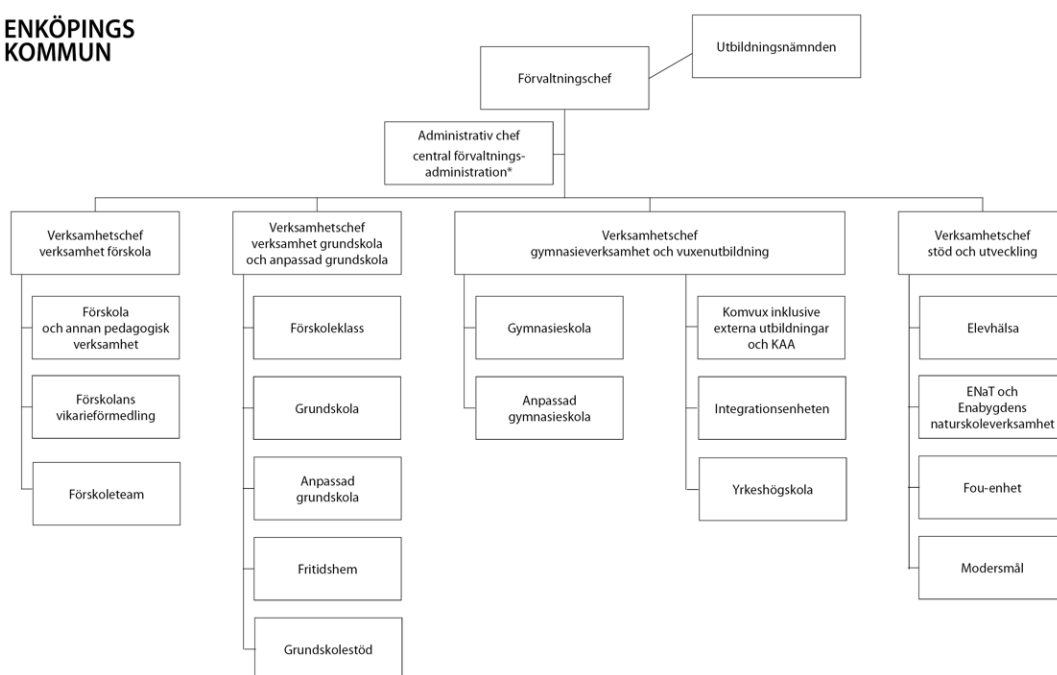 ENKÖPINGS
KOMMUN
Utbildningsnämnden
Förvaltningschef
Administrativ chef
central förvaltnings-
administration*
Verksamhetschef
verksamhet förskola
Förskola
och annan pedagogisk
verksamhet
Förskolans
vikarieförmedling
Förskoleteam
Verksamhetschef
verksamhet grundskola
och anpassad grundskola
Förskoleklass
Grundskola
Anpassad
grundskola
Fritidshem
Grundskolestöd
Verksamhetschef
gymnasieverksamhet och vuxenutbildning
Gymnasieskola
Anpassad
gymnasieskola
Komvux inklusive
externa utbildningar
och KAA
Integrationsenheten
Yrkeshögskola
Verksamhetschef
stöd och utveckling
Elevhälsa
ENaT och
Enabygdens
naturskoleverksamhet
Fou-enhet
Modersmål